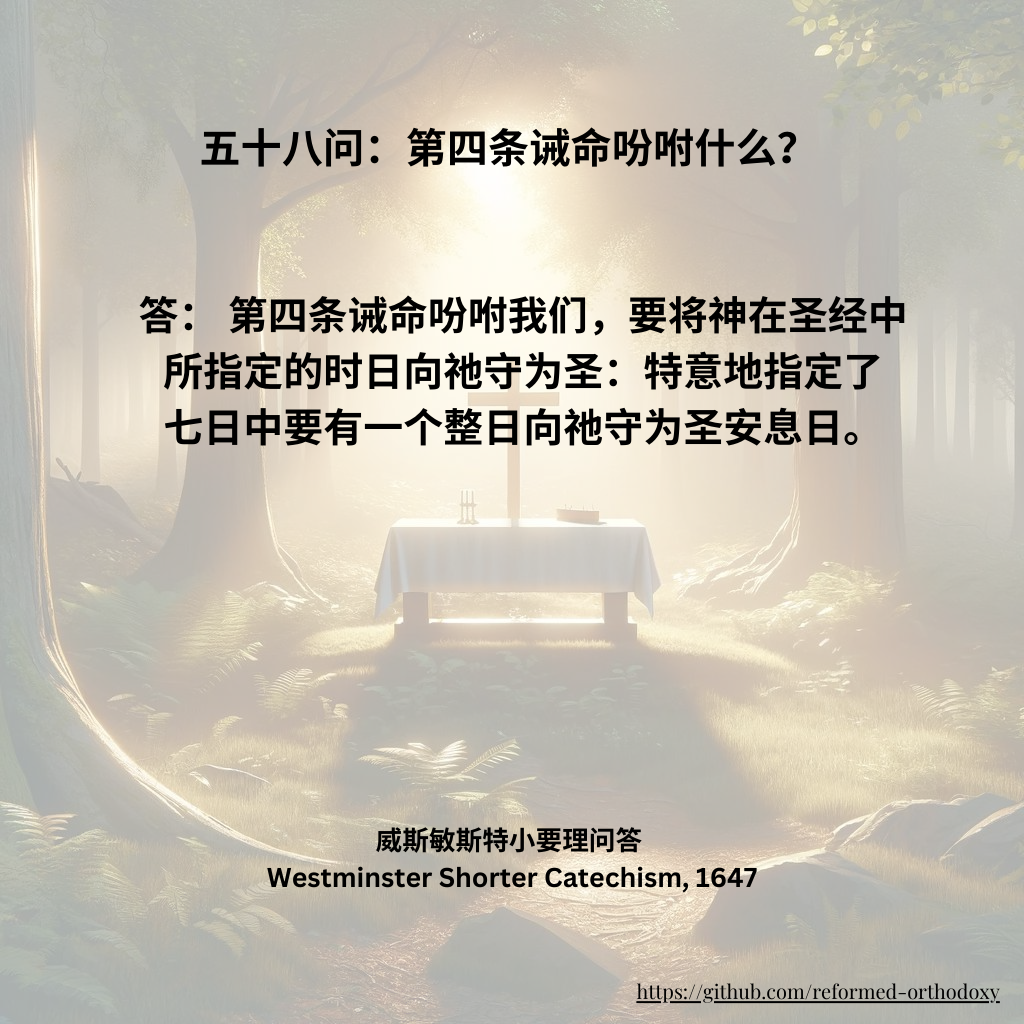 五十八问：第四条诫命吩咐什么？
答： 第四条诫命吩咐我们，要将神在圣经中
所指定的时日向祂守为圣：特意地指定了
七日中要有一个整日向祂守为圣安息日。
威斯敏斯特小要理问答
Westminster Shorter Catechism, 1647
https://github.com/reformed-orthodoxy